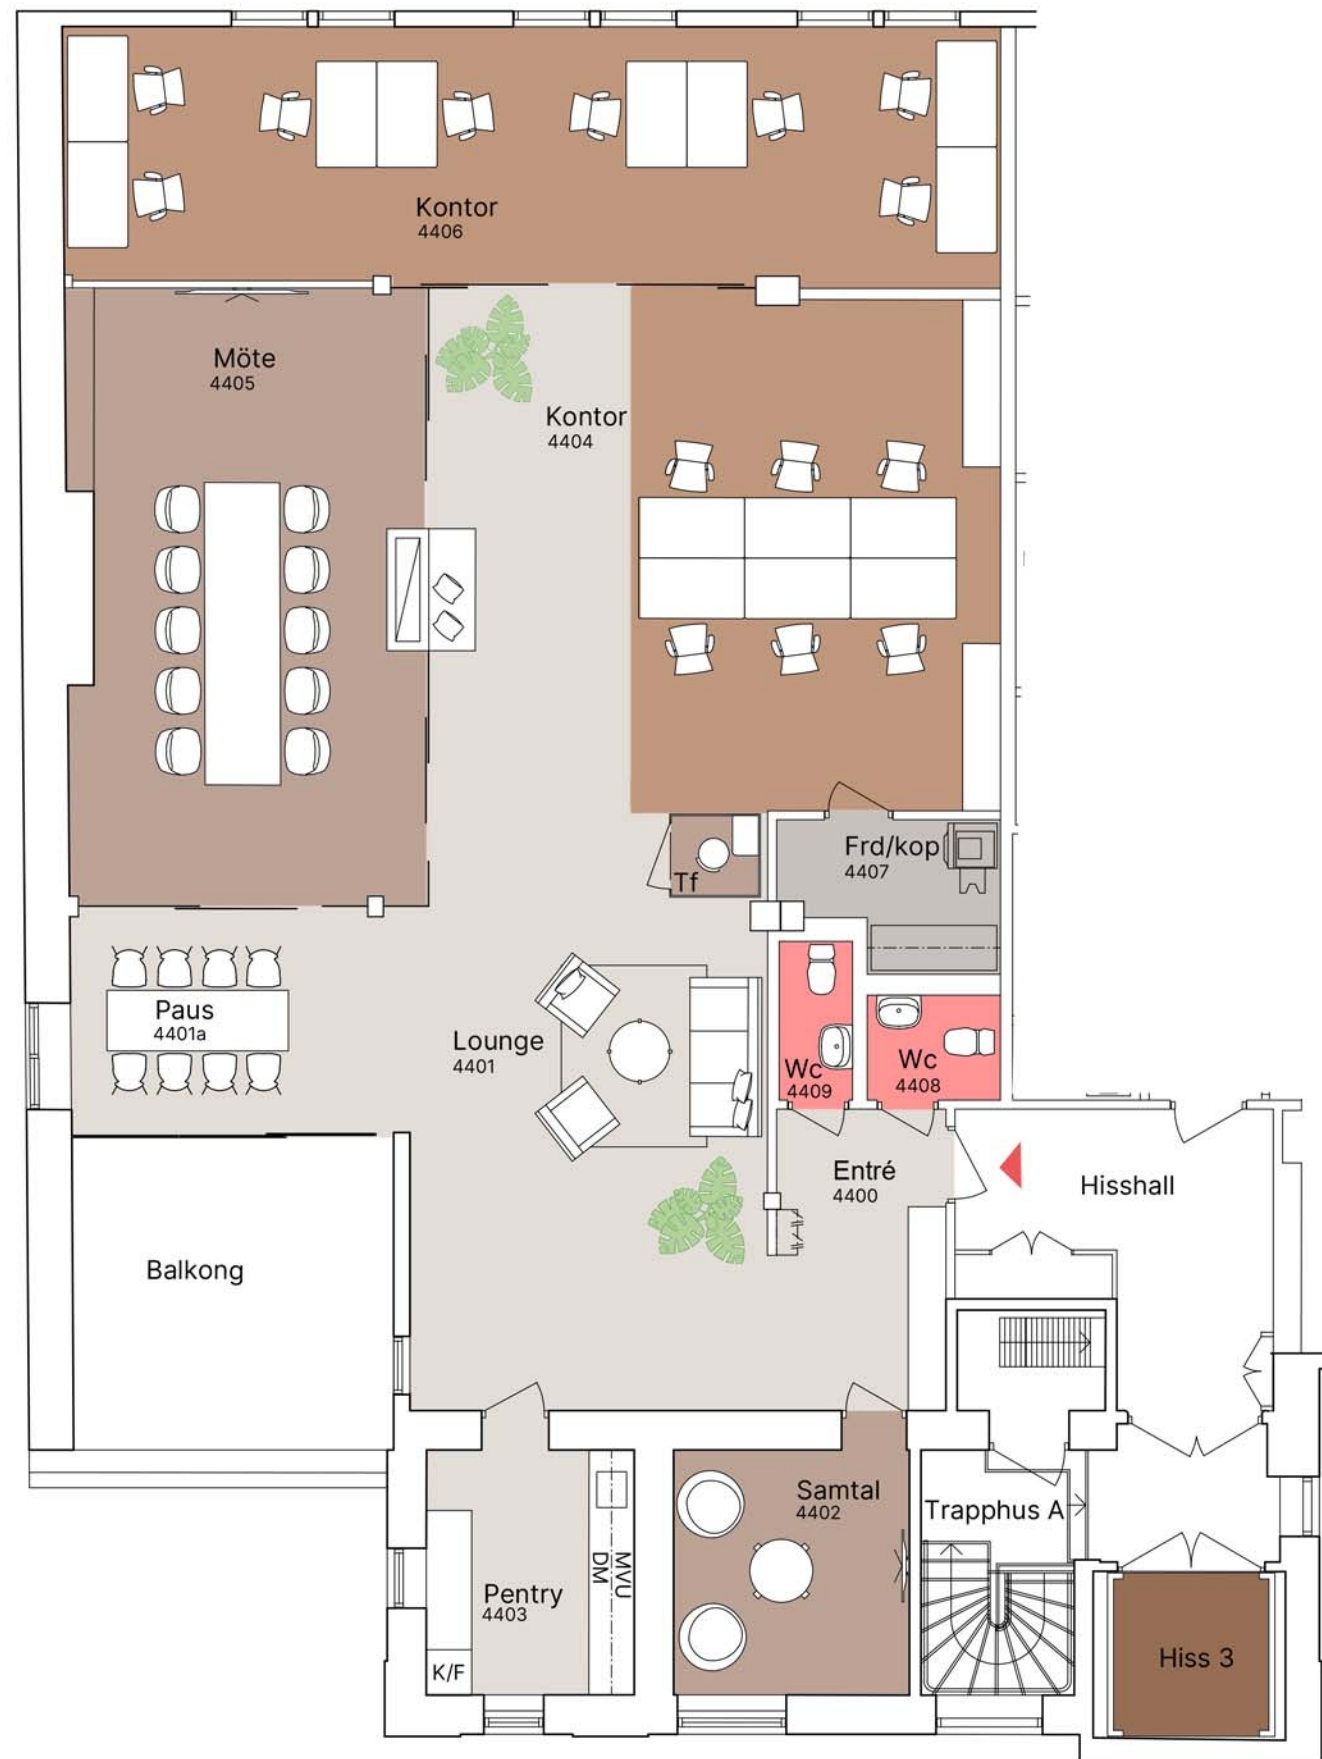 Kontor
4406
Möte
4405
Kontor
4404
Frd/kop
4407
Tf
Paus
4401a
Lounge
4401
Wc
4409
Wc
4408
Entré
4400
Hisshall
Balkong
Samtal
4402
Trapphus A
Pentry
4403
MVU
DM
K/F
Hiss 3